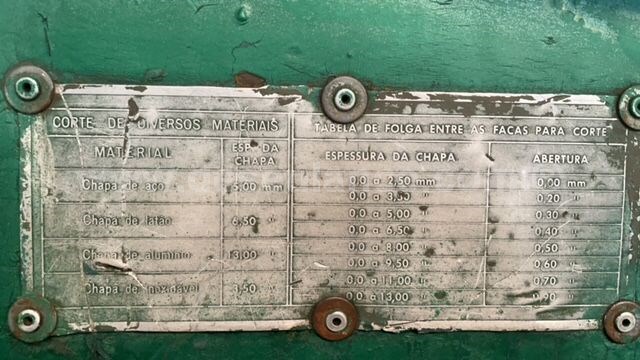 CORTE DE DIVERSOS MATERIAIS
MATERIAL ESP. DA CHAPA
Chapa de aço 5,00 mm
Chapa de latão 6,50 "
Chapa de alumínio 13,00 "
Chapa de inoxidável 3,50 "
TABELA DE FOLGA ENTRE AS FACAS PARA CORTE
ESPESSURA DA CHAPA ABERTURA
0,0 a 2,50 mm 0,00 mm
0,0 a 3,50 " 0,20 "
0,0 a 5,00 " 0,30 "
0,0 a 6,50 " 0,40 "
0,0 a 8,00 " 0,50 "
0,0 a 9,50 " 0,60 "
0,0 a 11,00 " 0,70 "
0,0 a 13,00 " 0,90 "